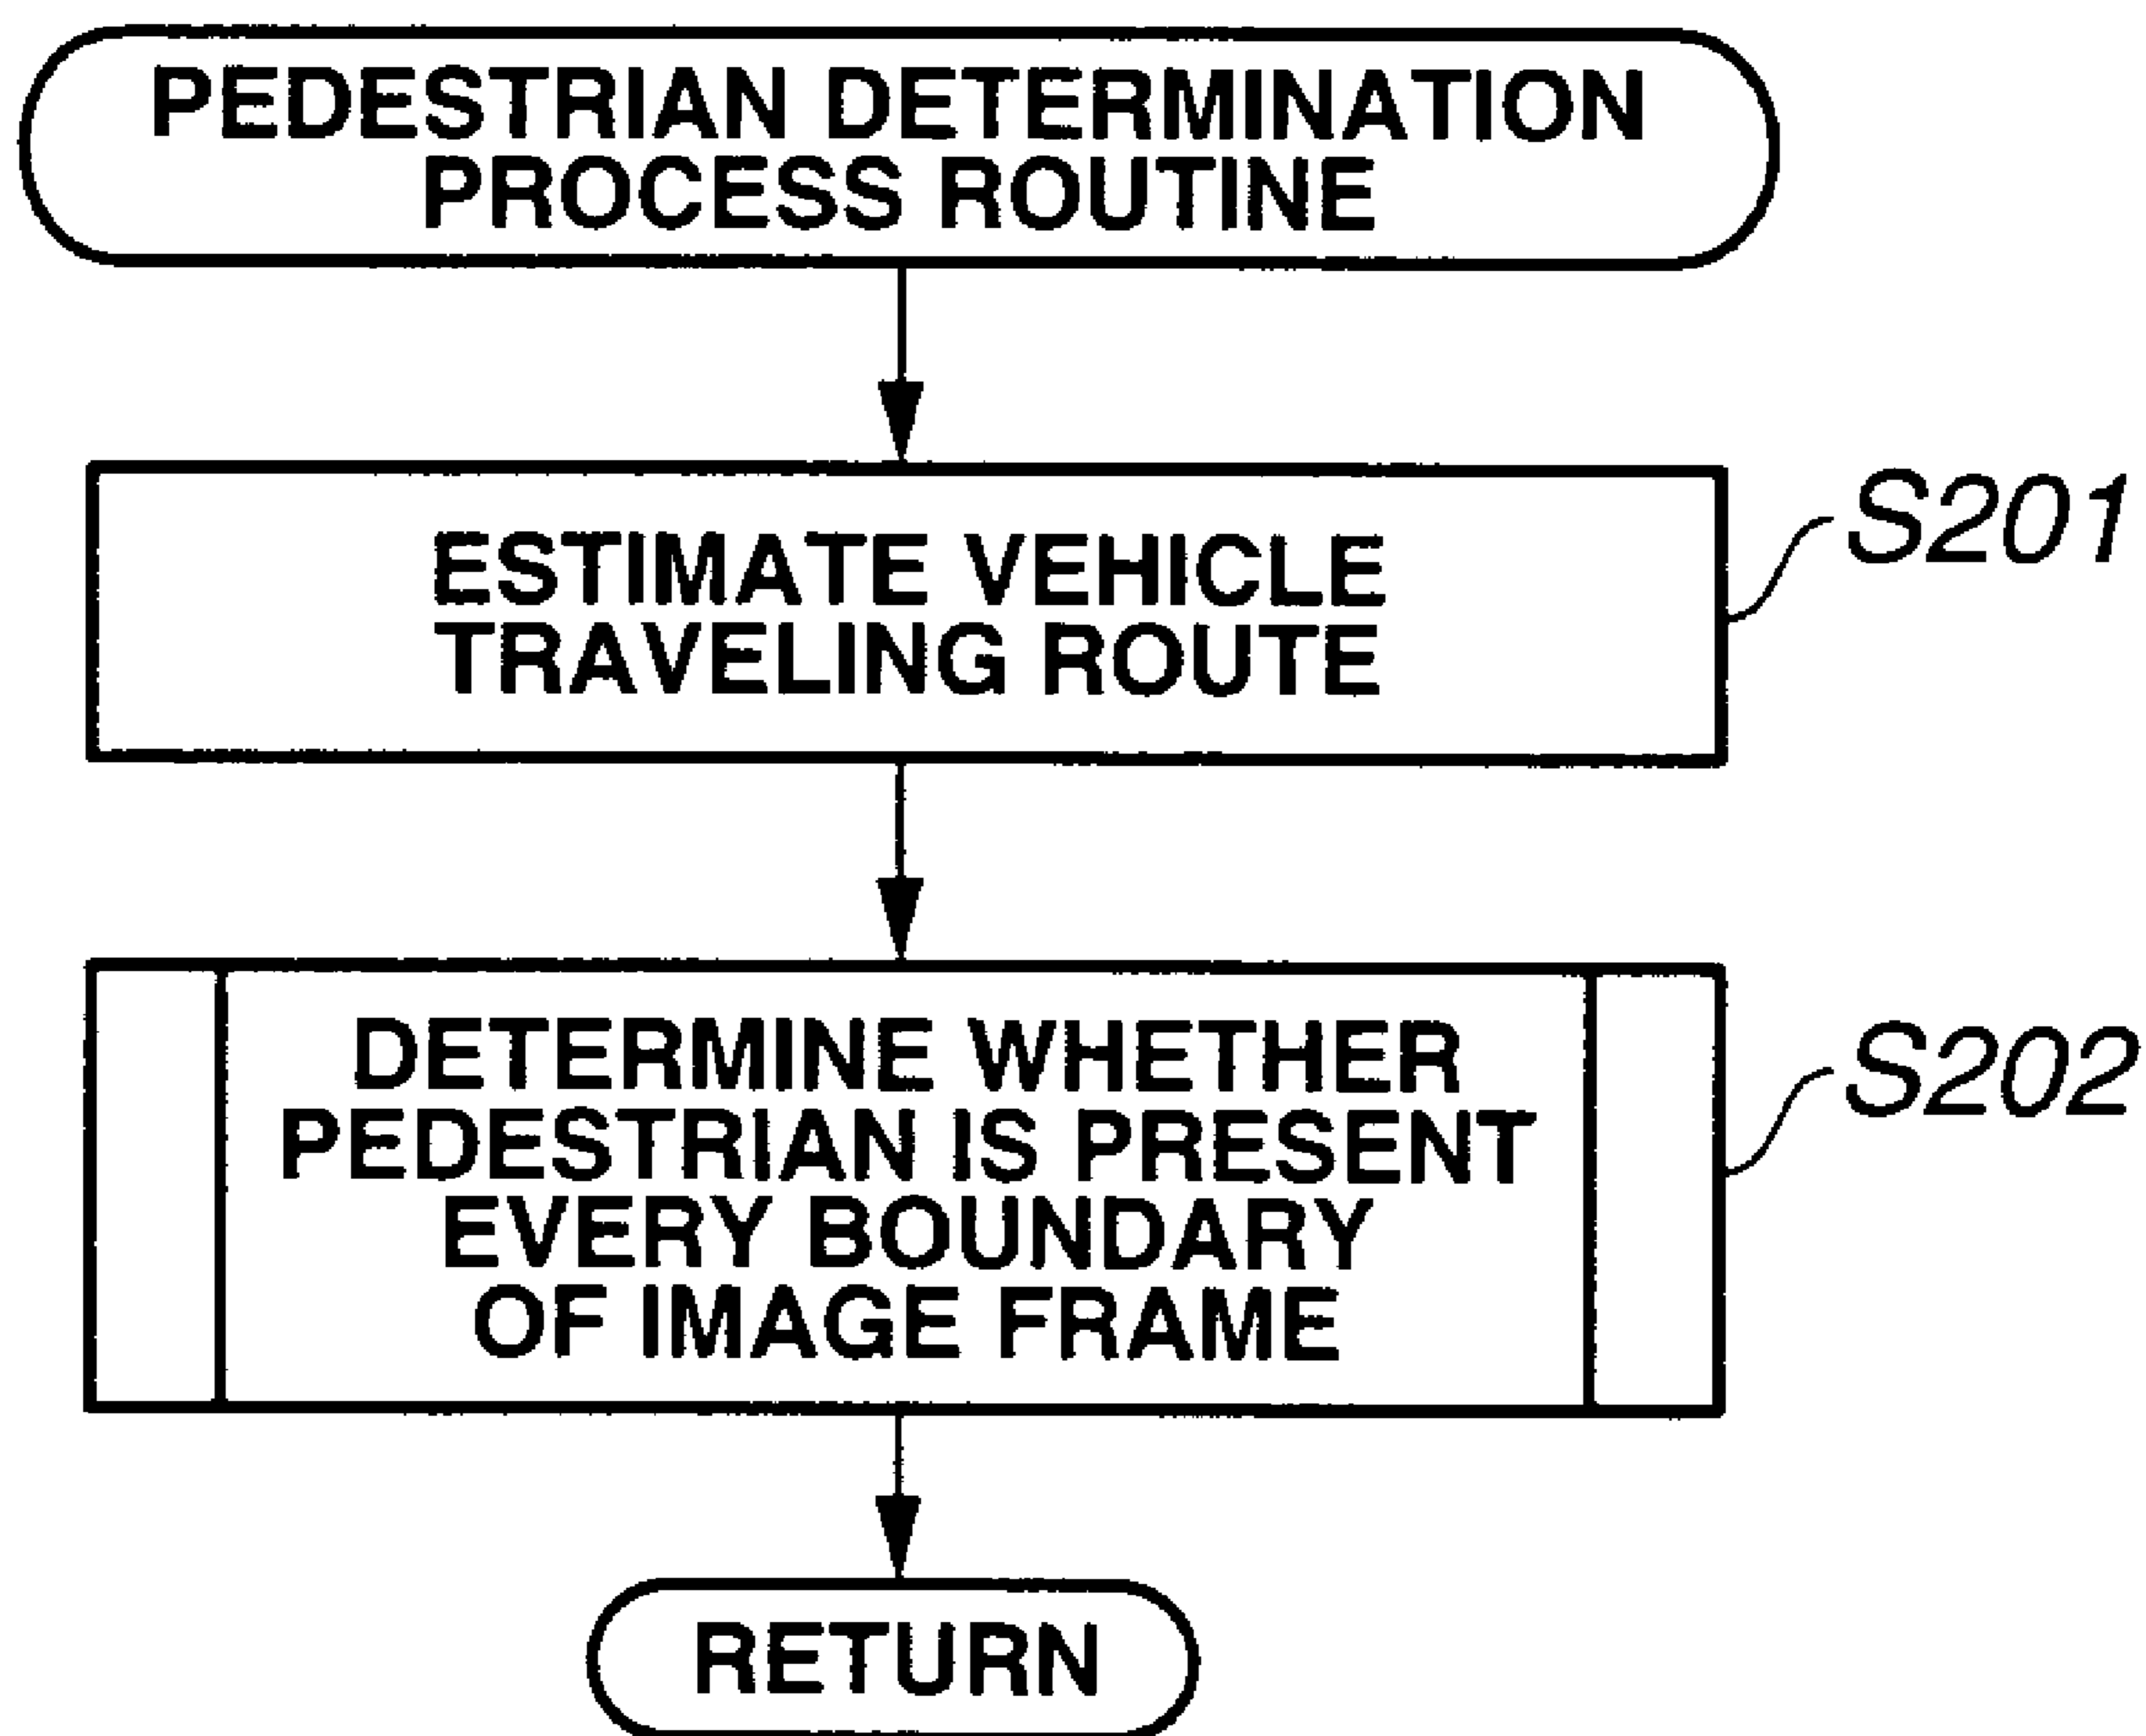 PEDESTRIAN DETERMINATION
PROCESS ROUTINE
ESTIMATE VEHICLE
TRAVELING ROUTE
S201
DETERMINE WHETHER
PEDESTRIAN IS PRESENT
EVERY BOUNDARY
OF IMAGE FRAME
S202
RETURN